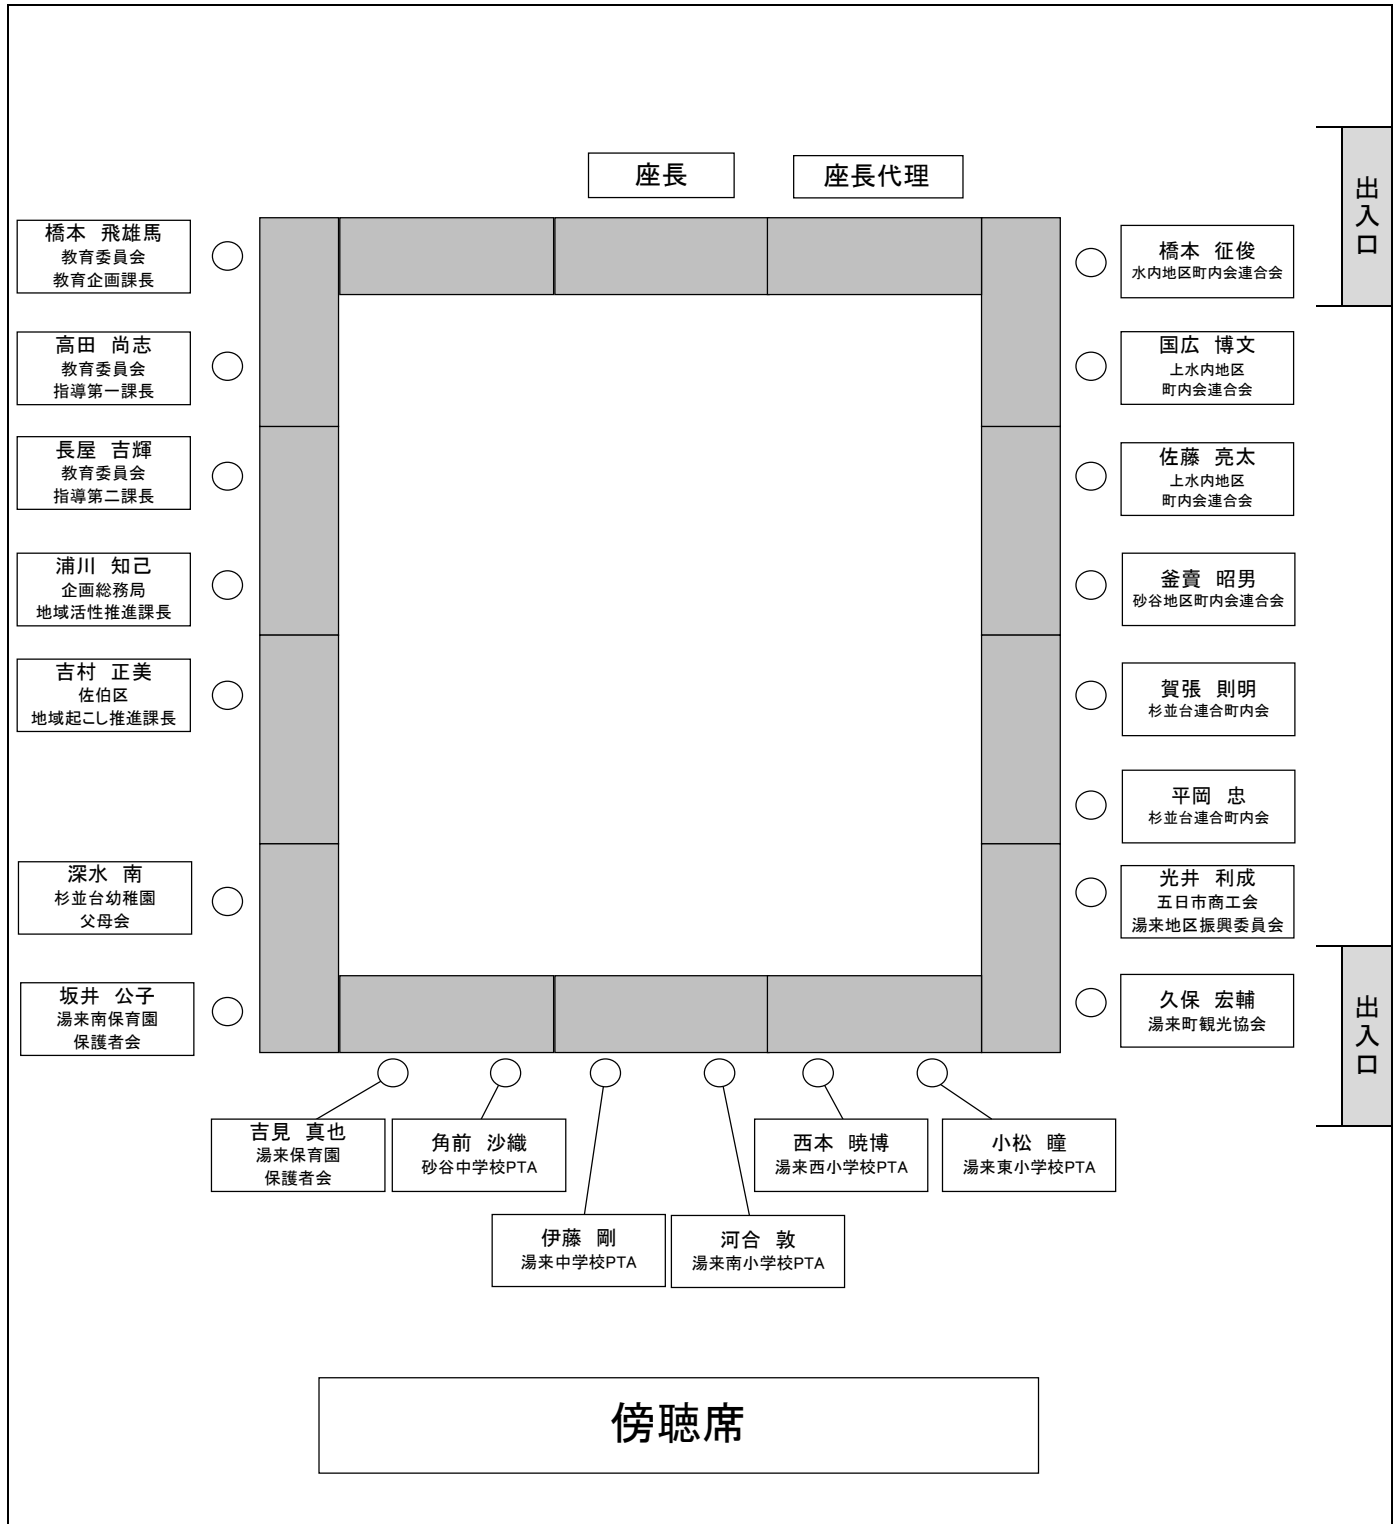 座長
座長代理
出入口
橋本 飛雄馬
教育委員会
教育企画課長
高田 尚志
教育委員会
指導第一課長
長屋 吉輝
教育委員会
指導第二課長
浦川 知己
企画総務局
地域活性推進課長
吉村 正美
佐伯区
地域起こし推進課長
深水 南
杉並台幼稚園
父母会
坂井 公子
湯来南保育園
保護者会
橋本 征俊
水内地区町内会連合会
国広 博文
上水内地区
町内会連合会
佐藤 亮太
上水内地区
町内会連合会
釜賣 昭男
砂谷地区町内会連合会
賀張 則明
杉並台連合町内会
平岡 忠
杉並台連合町内会
光井 利成
五日市商工会
湯来地区振興委員会
久保 宏輔
湯来町観光協会
出入口
吉見 真也
湯来保育園
保護者会
角前 沙織
砂谷中学校PTA
伊藤 剛
湯来中学校PTA
河合 敦
湯来南小学校PTA
西本 暁博
湯来西小学校PTA
小松 瞳
湯来東小学校PTA
傍聴席